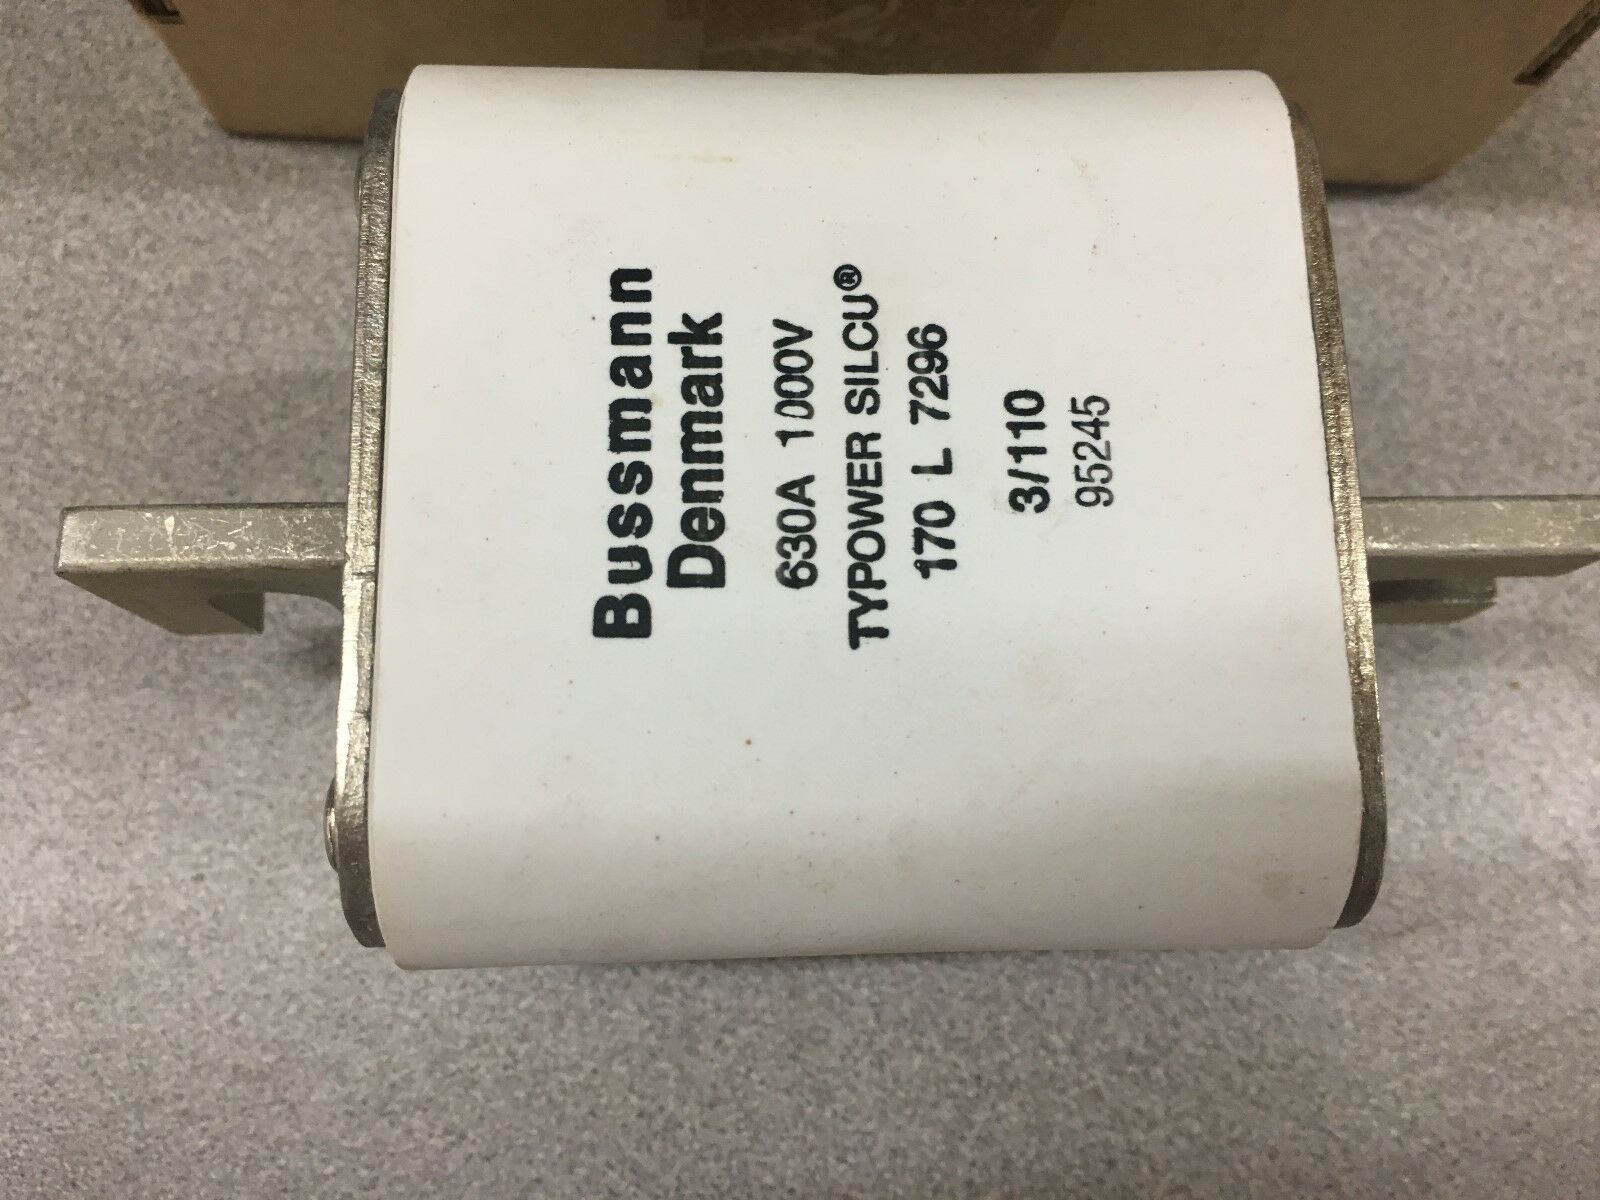 Bussmann
Denmark
630A 1000V
TYPOWER SILCU®
170 L 7296
3/110
95245